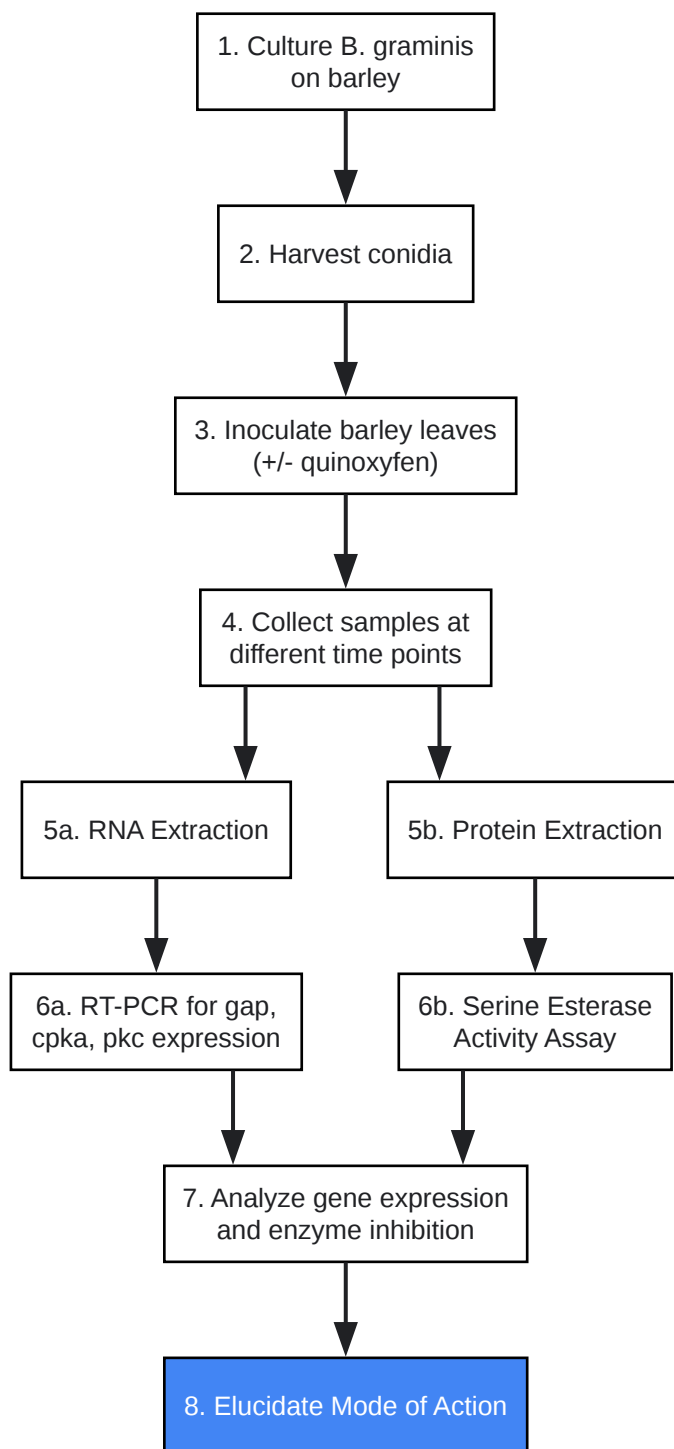 1. Culture B. graminis
on barley
2. Harvest conidia
3. Inoculate barley leaves
(+/- quinoxyfen)
4. Collect samples at
different time points
5a. RNA Extraction
5b. Protein Extraction
6a. RT-PCR for gap,
cpka, pkc expression
6b. Serine Esterase
Activity Assay
7. Analyze gene expression
and enzyme inhibition
8. Elucidate Mode of Action